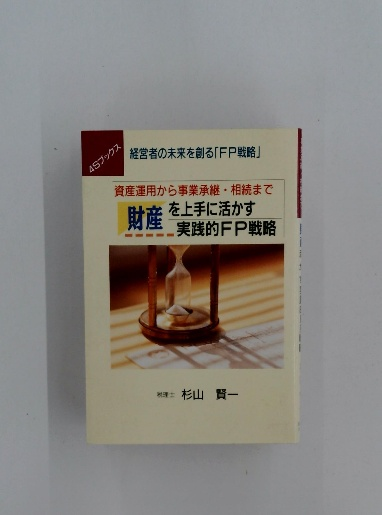 4Sブックス
経営者の未来を創る「FP戦略」
資産運用から事業承継・相続まで
財産を上手に活かす
実践的FP戦略
税理士 杉山 賢一